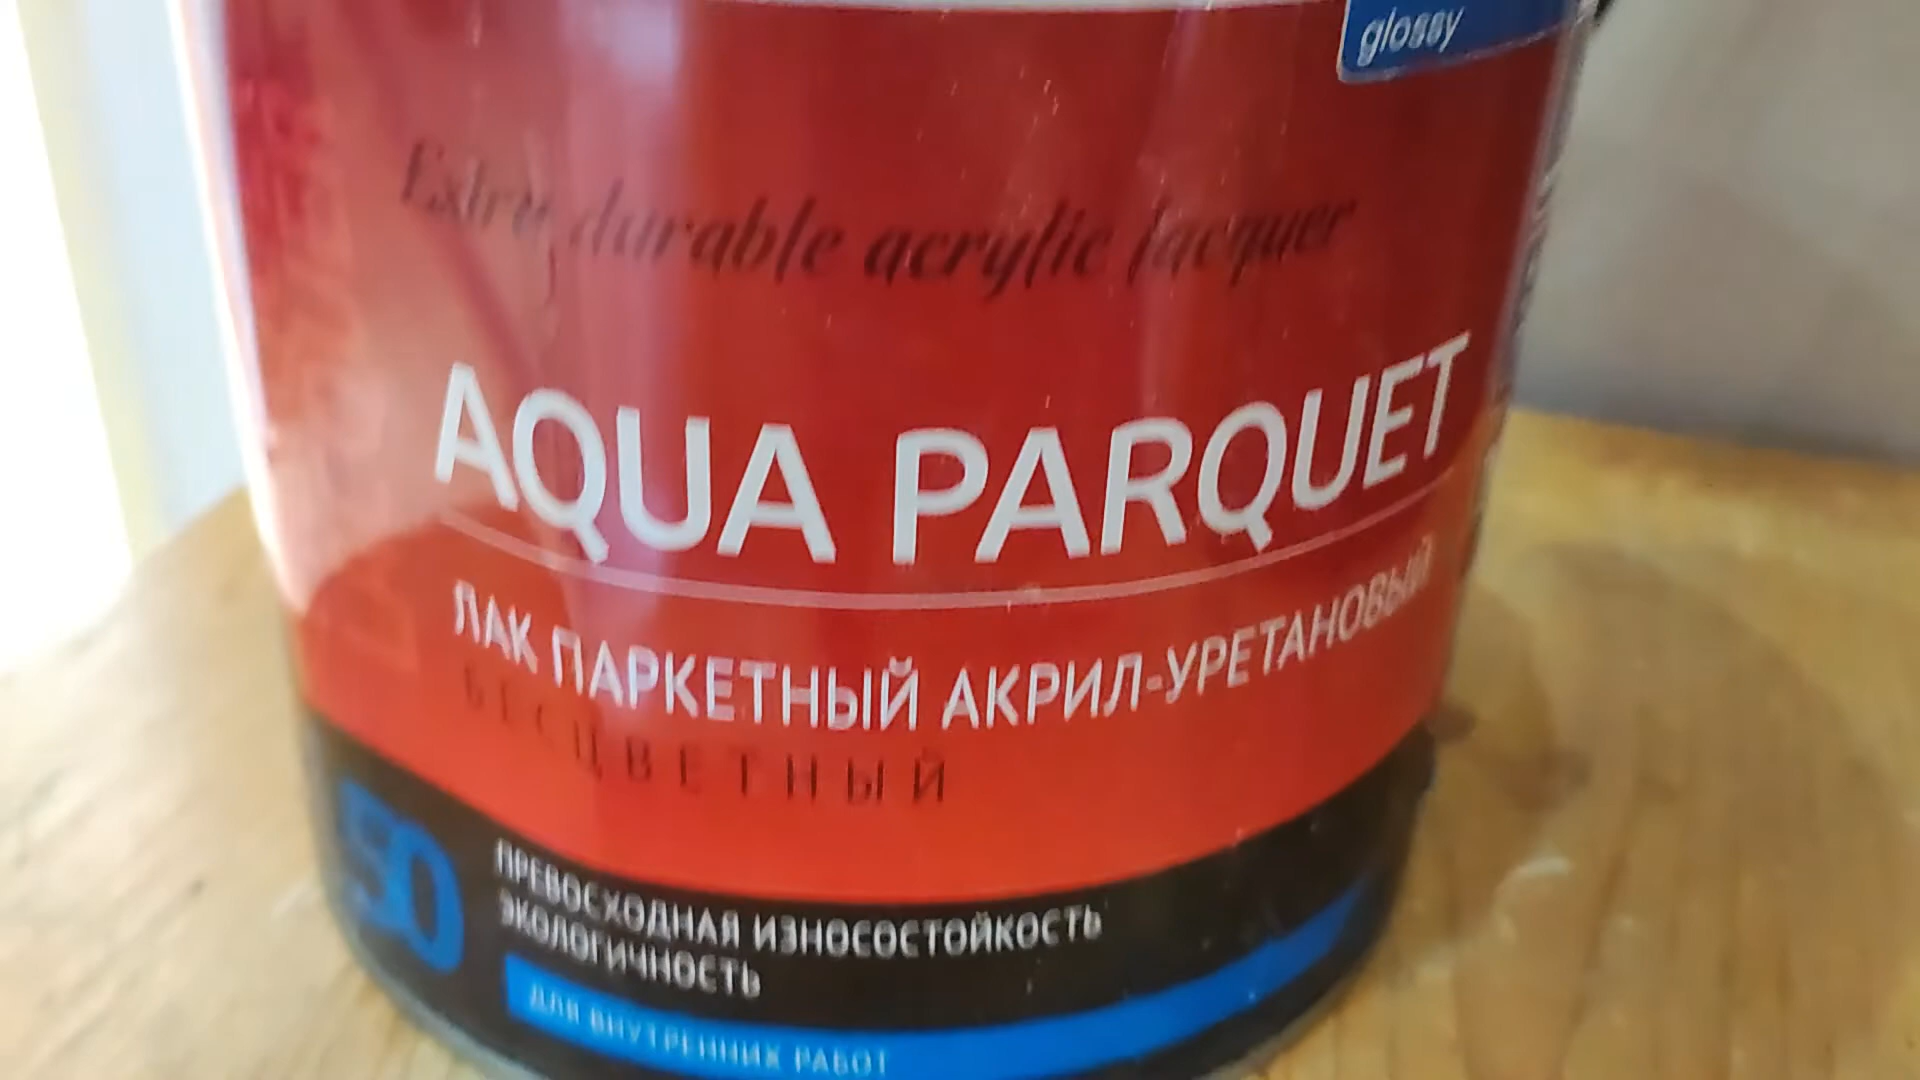 glossy
Extra durable acrylic lacquer
AQUA PARQUET
ЛАК ПАРКЕТНЫЙ АКРИЛ-УРЕТАНОВЫЙ
БЕСЦВЕТНЫЙ
50
ПРЕВОСХОДНАЯ ИЗНОСОСТОЙКОСТЬ
ЭКОЛОГИЧНОСТЬ
ДЛЯ ВНУТРЕННИХ РАБОТ